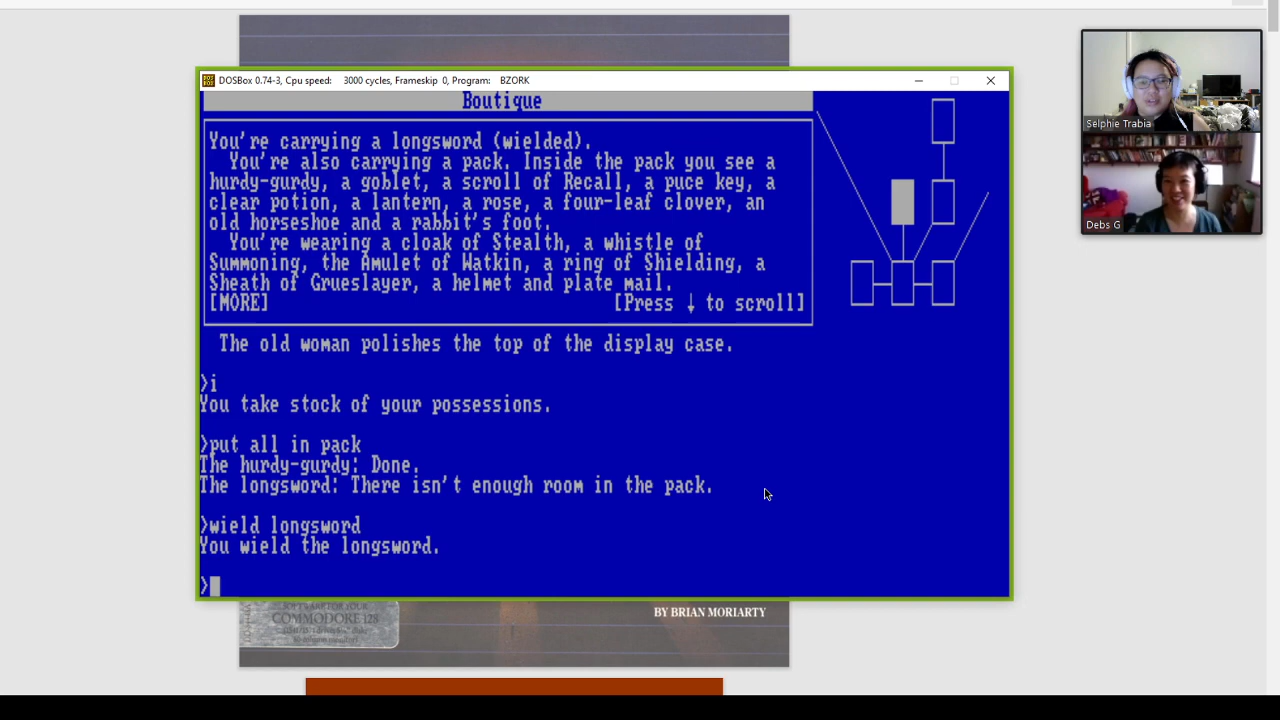 DOSBox 0.74-3, Cpu speed: 3000 cycles, Frameskip 0, Program: BZORK
Boutique
You're carrying a longsword (wielded).
You're also carrying a pack. Inside the pack you see a
hurdy-gurdy, a goblet, a scroll of Recall, a puce key, a
clear potion, a lantern, a rose, a four-leaf clover, an
old horseshoe and a rabbit's foot.
You're wearing a cloak of Stealth, a whistle of
Summoning, the Amulet of Watkin, a ring of Shielding, a
Sheath of Grueslayer, a helmet and plate mail.
[MORE] [Press ↓ to scroll]
The old woman polishes the top of the display case.
>i
You take stock of your possessions.
>put all in pack
The hurdy-gurdy: Done.
The longsword: There isn't enough room in the pack.
>wield longsword
You wield the longsword.
>
SOFTWARE FOR YOUR
COMMODORE 128
BY BRIAN MORIARTY
Selphie Trabia
Debs G